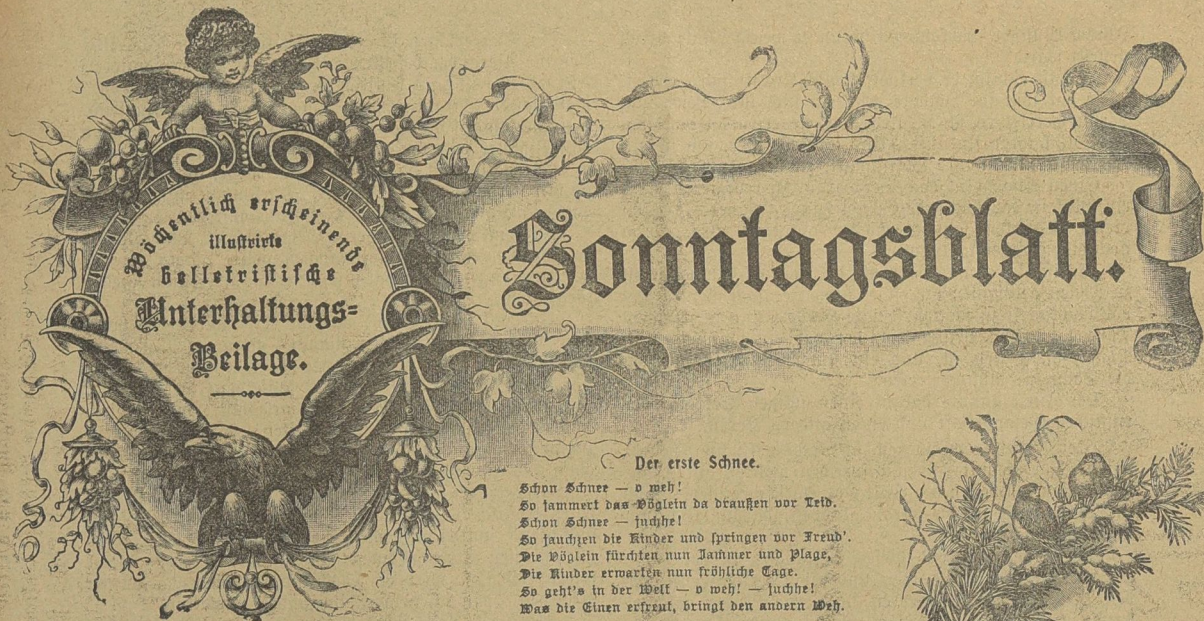 Wöchentlich erscheinende
illustrirte
belletristische
Unterhaltungs=
Beilage.
Sonntagsblatt.
Der erste Schnee.
Schon Schnee — o weh!
So jammert das Vöglein da draußen vor Leid.
Schon Schnee — juchhe!
So jauchzen die Kinder und springen vor Freud'.
Die Vöglein fürchten nun Jammer und Plage,
Die Kinder erwarten nun fröhliche Tage.
So geht's in der Welt — o weh! — juchhe!
Was die Einen erfreut, bringt den andern Weh.